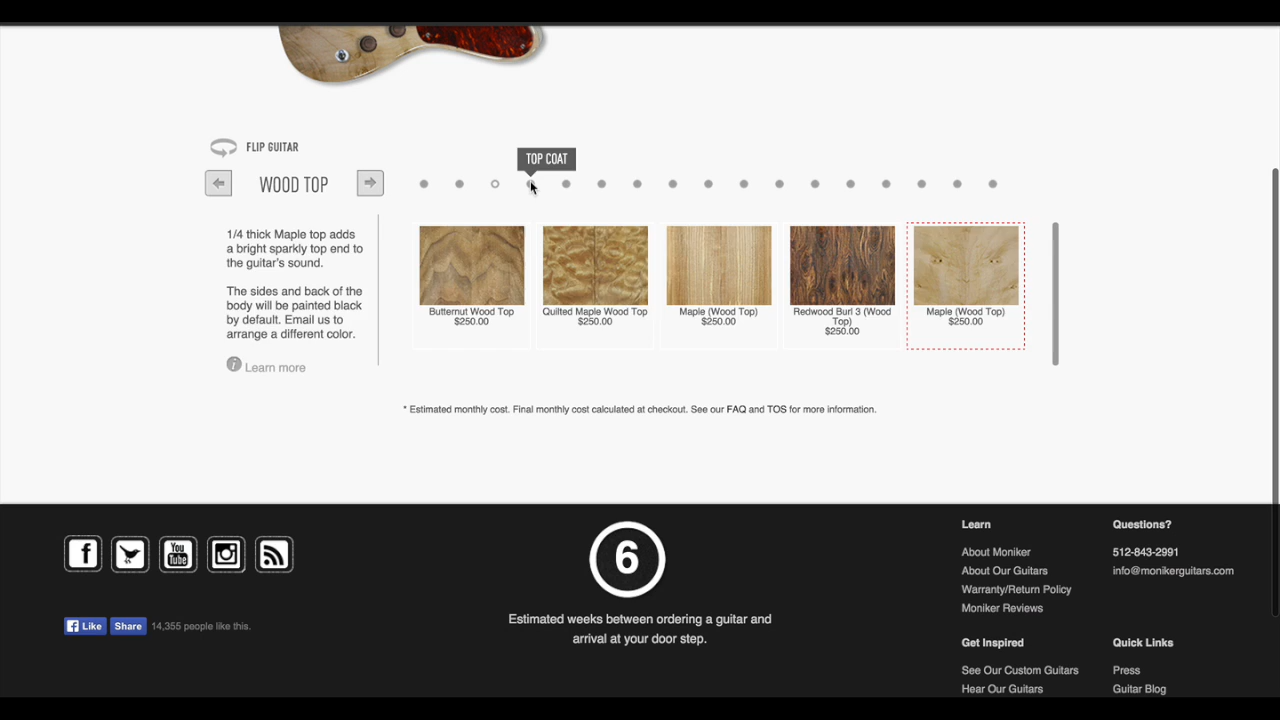 FLIP GUITAR
TOP COAT
WOOD TOP
1/4 thick Maple top adds
a bright sparkly top end to
the guitar's sound.
The sides and back of the
body will be painted black
by default. Email us to
arrange a different color.
i Learn more
Butternut Wood Top
$250.00
Quilted Maple Wood Top
$250.00
Maple (Wood Top)
$250.00
Redwood Burl 3 (Wood
Top)
$250.00
Maple (Wood Top)
$250.00
* Estimated monthly cost. Final monthly cost calculated at checkout. See our FAQ and TOS for more information.
f
You
Tube
f Like
Share
14,355 people like this.
6
Estimated weeks between ordering a guitar and
arrival at your door step.
Learn
About Moniker
About Our Guitars
Warranty/Return Policy
Moniker Reviews
Questions?
512-843-2991
info@monikerguitars.com
Get Inspired
See Our Custom Guitars
Hear Our Guitars
Quick Links
Press
Guitar Blog